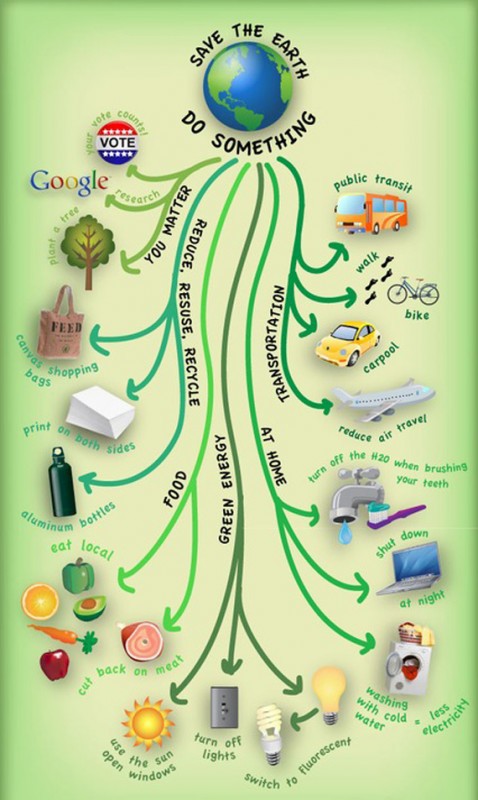 SAVE THE EARTH
DO SOMETHING
your vote counts!
VOTE
Google
research
plant a tree
YOU MATTER
REDUCE, RESUSE, RECYCLE
FEED
canvas shopping
bags
print on both sides
aluminum bottles
FOOD
eat local
cut back on meat
GREEN ENERGY
use the sun
open windows
turn off
lights
switch to fluorescent
TRANSPORTATION
public transit
walk
bike
carpool
reduce air travel
AT HOME
turn off the H2O when brushing
your teeth
shut down
at night
washing
with cold = less
water electricity